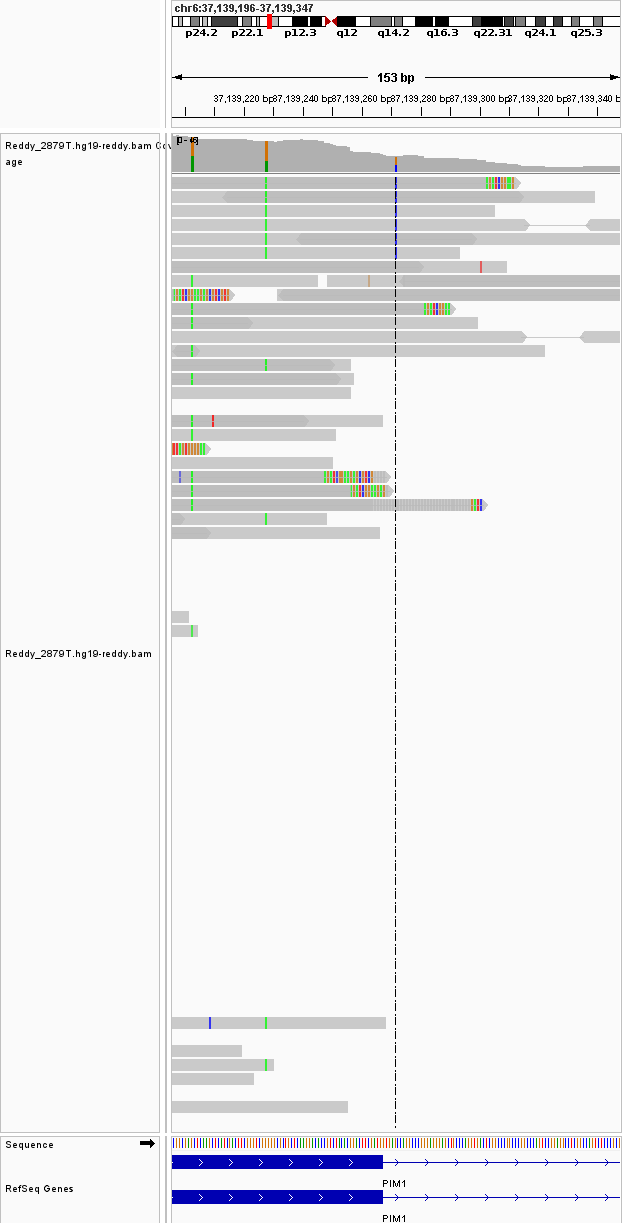 chr6:37,139,196-37,139,347
p24.2 p22.1 p12.3 q12 q14.2 q16.3 q22.31 q24.1 q25.3
153 bp
37,139,220 bp 37,139,240 bp 37,139,260 bp 37,139,280 bp 37,139,300 bp 37,139,320 bp 37,139,340 b
Reddy_2879T.hg19-reddy.bam Cov
age
Reddy_2879T.hg19-reddy.bam
Sequence
PIM1
RefSeq Genes
PIM1